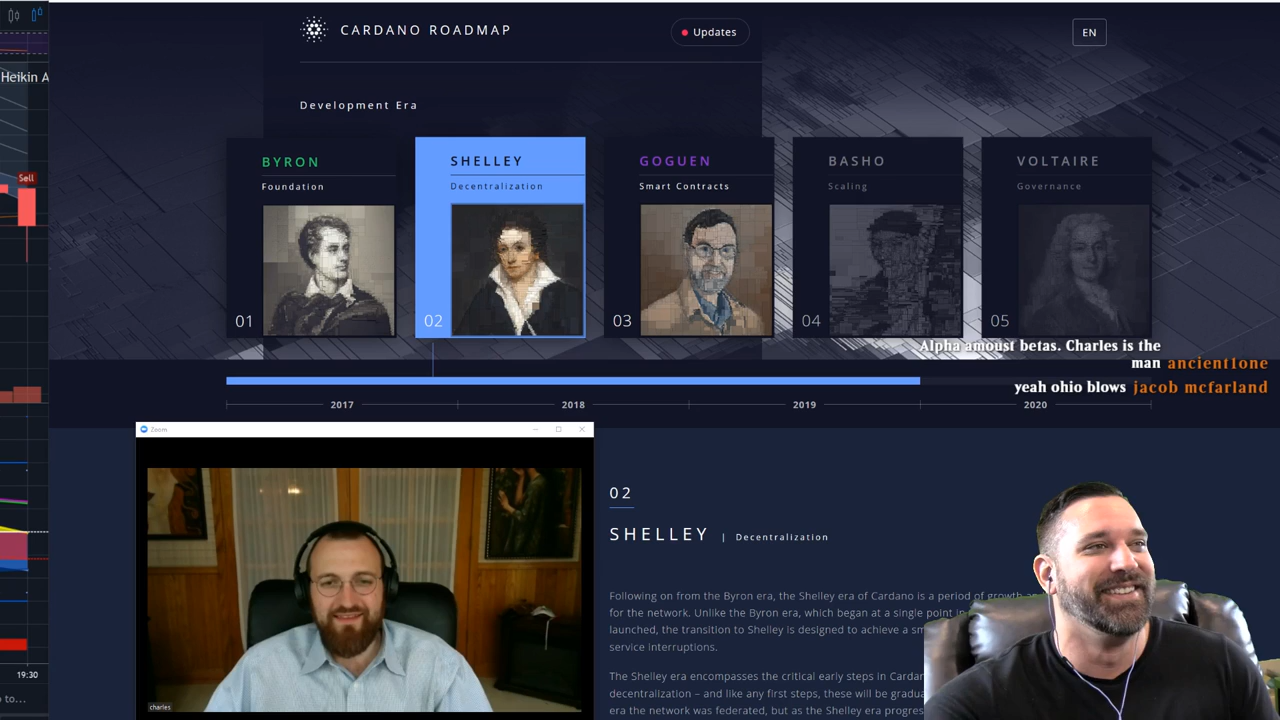 Heikin A
Sell
19:30
to...
CARDANO ROADMAP
Updates
EN
Development Era
BYRON
Foundation
01
SHELLEY
Decentralization
02
GOGUEN
Smart Contracts
03
BASHO
Scaling
04
VOLTAIRE
Governance
05
Alpha amoust betas. Charles is the
man ancient1one
yeah ohio blows jacob mcfarland
2017
2018
2019
2020
Zoom
charles
02
SHELLEY | Decentralization
Following on from the Byron era, the Shelley era of Cardano is a period of growth
for the network. Unlike the Byron era, which began at a single point in
launched, the transition to Shelley is designed to achieve a sm
service interruptions.
The Shelley era encompasses the critical early steps in Cardan
decentralization – and like any first steps, these will be gradua
era the network was federated, but as the Shelley era progres